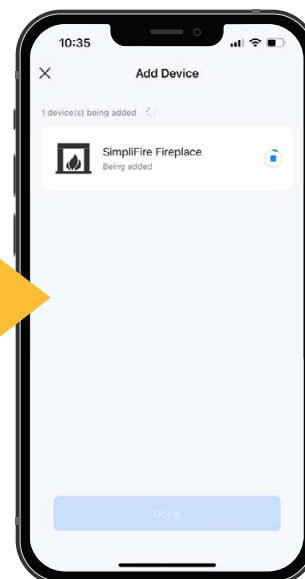 10:35
Add Device
1 device(s) being added
SimpliFire Fireplace
Being added
Done